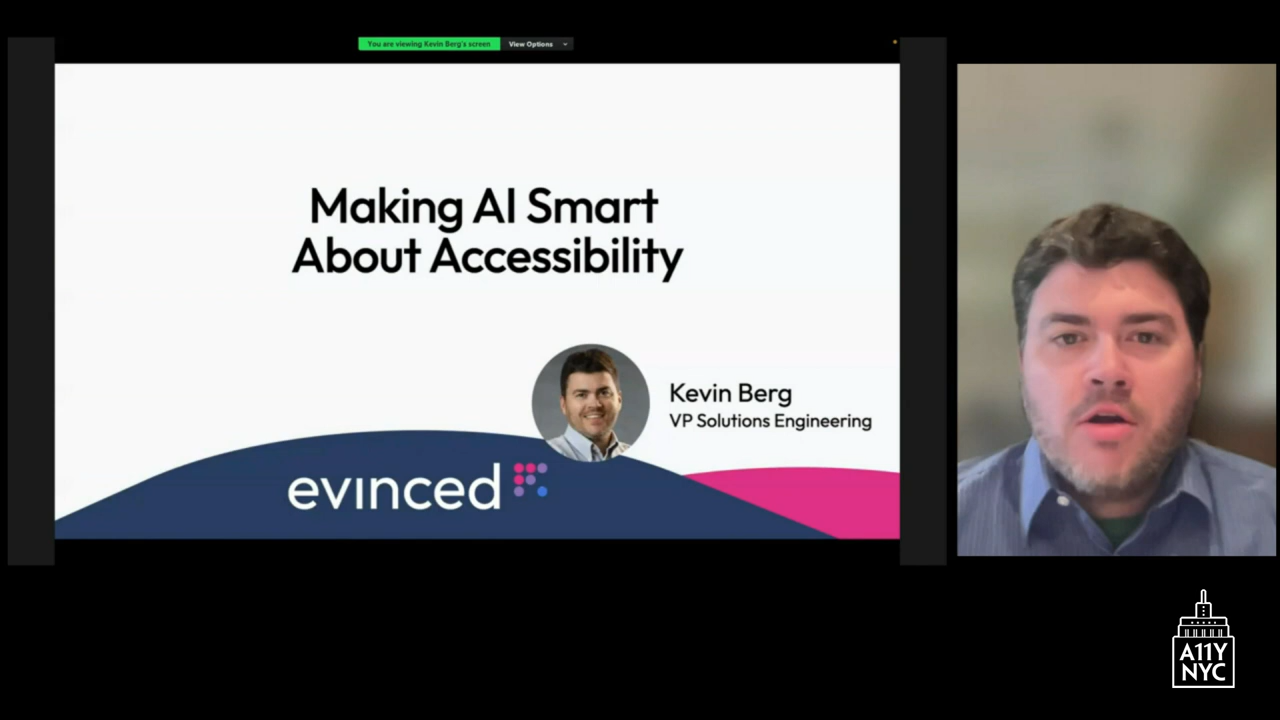 You are viewing Kevin Berg's screen
View Options
Making AI Smart
About Accessibility
Kevin Berg
VP Solutions Engineering
evinced
A11Y
NYC